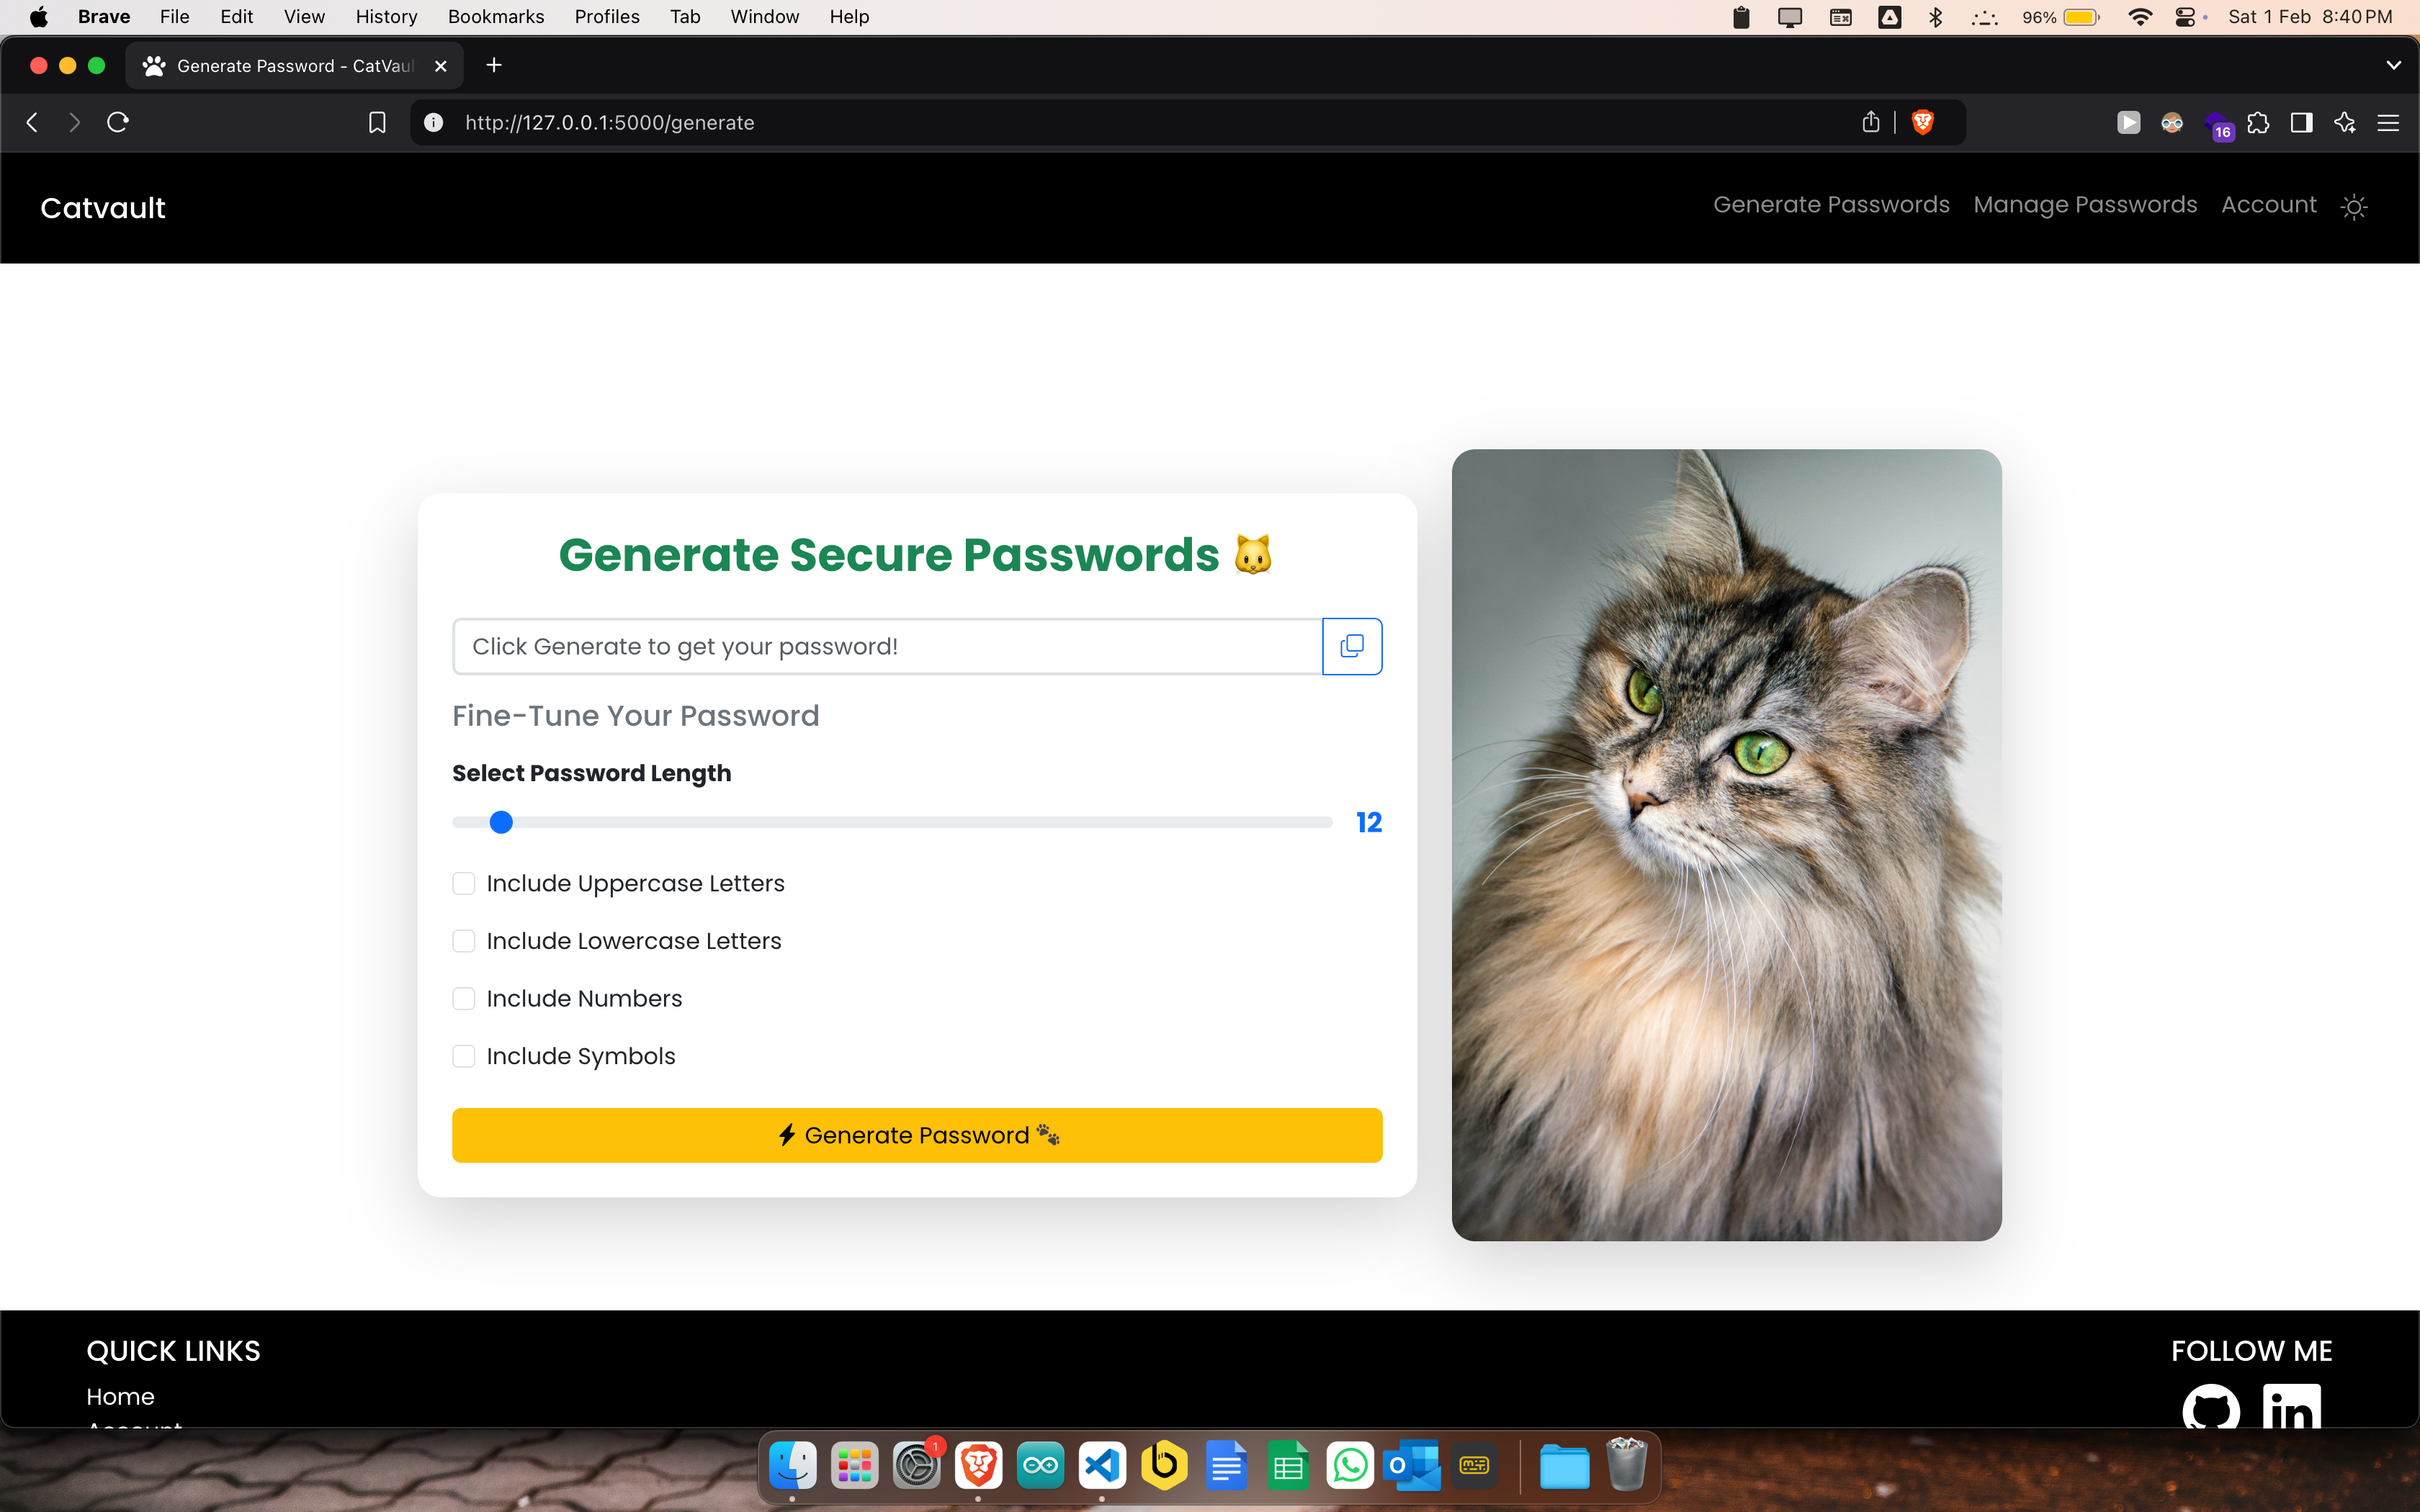 Brave File Edit View History Bookmarks Profiles Tab Window Help 96% Sat 1 Feb 8:40 PM
Generate Password - CatVaul
http://127.0.0.1:5000/generate
16
Catvault
Generate Passwords Manage Passwords Account
Generate Secure Passwords 🐱
Click Generate to get your password!
Fine-Tune Your Password
Select Password Length
12
Include Uppercase Letters
Include Lowercase Letters
Include Numbers
Include Symbols
Generate Password 🐾
QUICK LINKS
FOLLOW ME
Home
Account
in
1